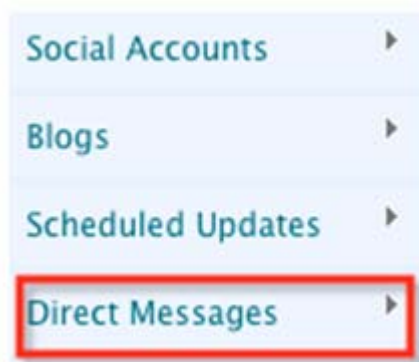 Social Accounts
Blogs
Scheduled Updates
Direct Messages